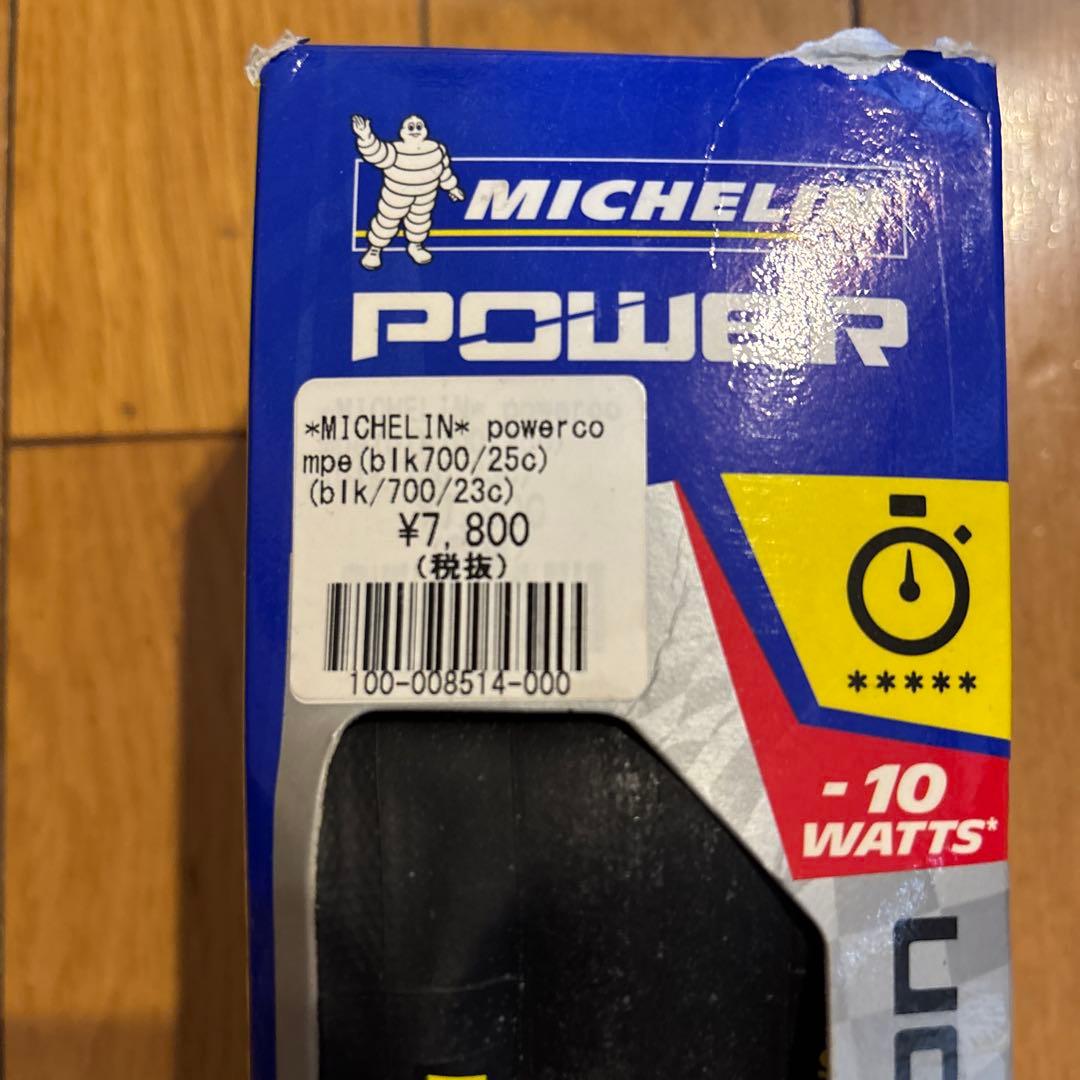 MICHELIN
POWER
*MICHELIN* powerco
mpe(blk700/25c)
(blk/700/23c)
¥7,800
(税抜)
100-008514-000
*****
- 10
WATTS*